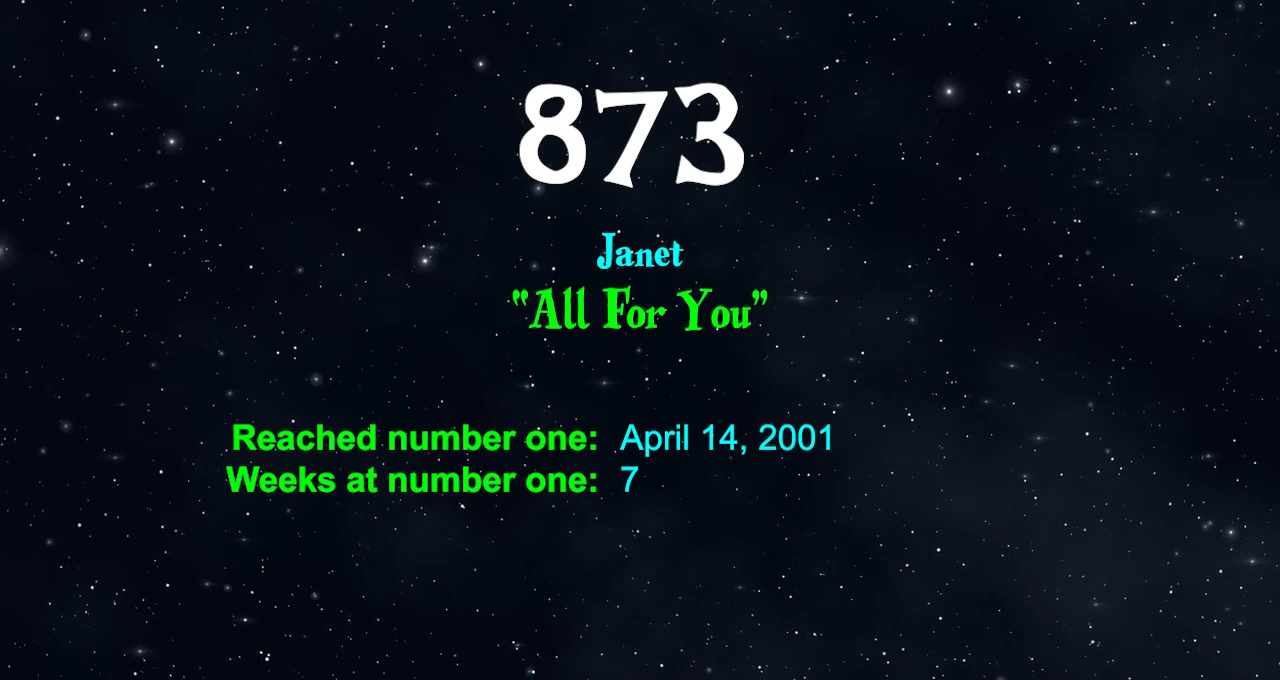 873
Janet
“All For You”
Reached number one: April 14, 2001
Weeks at number one: 7